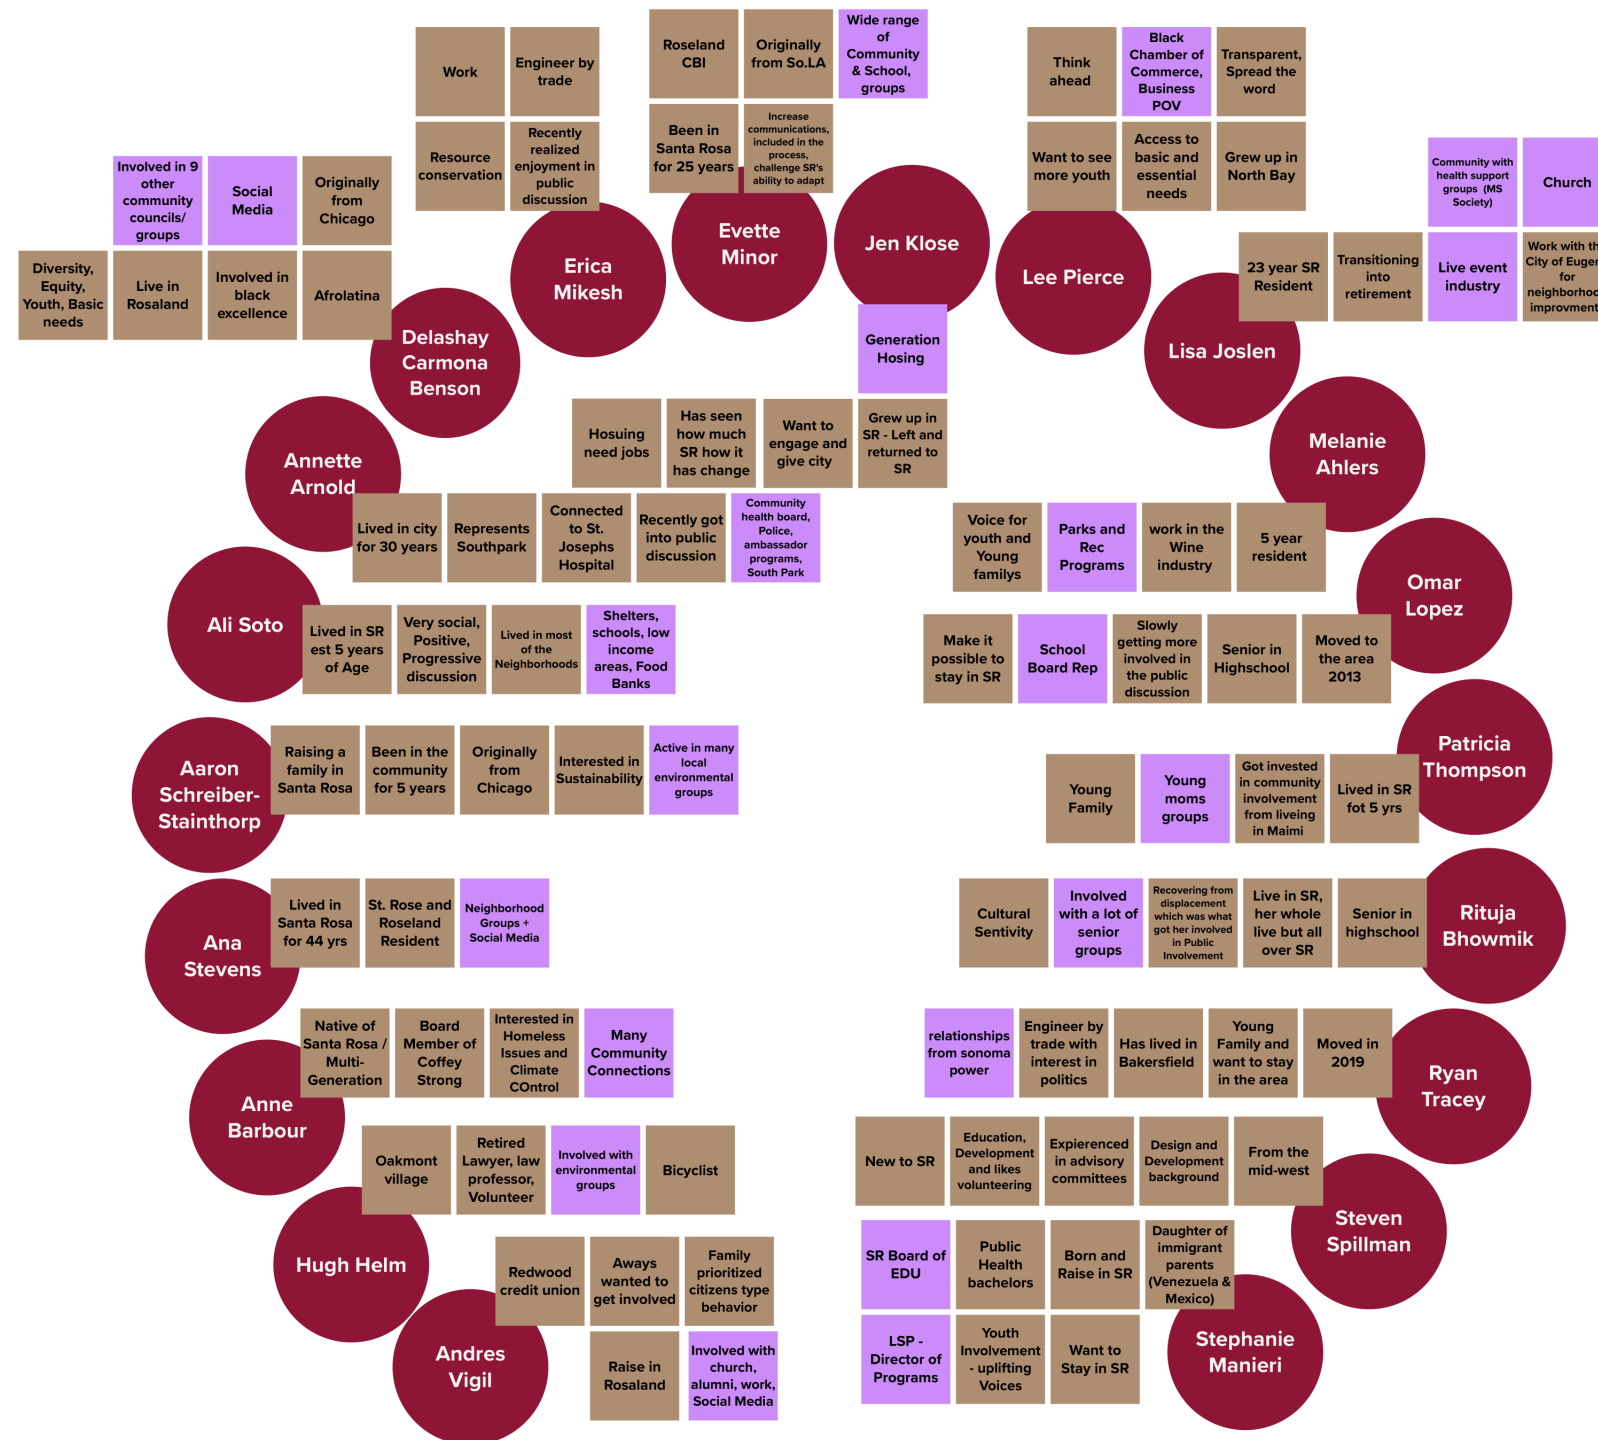 Work
Engineer by
trade
Resource
conservation
Recently
realized
enjoyment in
public
discussion
Erica
Mikesh
Roseland
CBI
Originally
from So.LA
Wide range
of
Community
& School,
groups
Been in
Santa Rosa
for 25 years
Increase
communications,
included in the
process,
challenge SR's
ability to adapt
Evette
Minor
Jen Klose
Generation
Hosing
Hosuing
need jobs
Has seen
how much
SR how it
has change
Want to
engage and
give city
Grew up in
SR - Left and
returned to
SR
Think
ahead
Black
Chamber of
Commerce,
Business
POV
Transparent,
Spread the
word
Want to see
more youth
Access to
basic and
essential
needs
Grew up in
North Bay
Lee Pierce
Community with
health support
groups (MS
Society)
Church
23 year SR
Resident
Transitioning
into
retirement
Live event
industry
Work with
City of
for
Lisa Joslen
Involved in 9
other
community
councils/
groups
Social
Media
Originally
from
Chicago
Diversity,
Equity,
Youth, Basic
needs
Live in
Rosaland
Involved in
black
excellence
Afrolatina
Delashay
Carmona
Benson
Annette
Arnold
Lived in city
for 30 years
Represents
Southpark
Connected
to St.
Josephs
Hospital
Recently got
into public
discussion
Community
health board,
Police,
ambassador
programs,
South Park
Melanie
Ahlers
Voice for
youth and
Young
familys
Parks and
Rec
Programs
work in the
Wine
industry
5 year
resident
Ali Soto
Lived in SR
est 5 years
of Age
Very social,
Positive,
Progressive
discussion
Lived in most
of the
Neighborhoods
Shelters,
schools, low
income
areas, Food
Banks
Omar
Lopez
Make it
possible to
stay in SR
School
Board Rep
Slowly
getting more
involved in
the public
discussion
Senior in
Highschool
Moved to
the area
2013
Aaron
Schreiber-
Stainthorp
Raising a
family in
Santa Rosa
Been in the
community
for 5 years
Originally
from
Chicago
Interested in
Sustainability
Active in many
local
environmental
groups
Patricia
Thompson
Young
Family
Young
moms
groups
Got invested
in community
involvement
from liveing
in Maimi
Lived in SR
fot 5 yrs
Ana
Stevens
Lived in
Santa Rosa
for 44 yrs
St. Rose and
Roseland
Resident
Neighborhood
Groups +
Social Media
Cultural
Sentivity
Involved
with a lot of
senior
groups
Recovering from
displacement
which was what
got her involved
in Public
Involvement
Live in SR,
her whole
live but all
over SR
Senior in
highschool
Rituja
Bhowmik
Anne
Barbour
Native of
Santa Rosa /
Multi-
Generation
Board
Member of
Coffey
Strong
Interested in
Homeless
Issues and
Climate
COntrol
Many
Community
Connections
relationships
from sonoma
power
Engineer by
trade with
interest in
politics
Has lived in
Bakersfield
Young
Family and
want to stay
in the area
Moved in
2019
Ryan
Tracey
Hugh Helm
Oakmont
village
Retired
Lawyer, law
professor,
Volunteer
Involved with
environmental
groups
Bicyclist
New to SR
Education,
Development
and likes
volunteering
Expierenced
in advisory
committees
Design and
Development
background
From the
mid-west
Steven
Spillman
Andres
Vigil
Redwood
credit union
Aways
wanted to
get involved
Family
prioritized
citizens type
behavior
Raise in
Rosaland
Involved with
church,
alumni, work,
Social Media
SR Board of
EDU
Public
Health
bachelors
Born and
Raise in SR
Daughter of
immigrant
parents
(Venezuela &
Mexico)
LSP -
Director of
Programs
Youth
Involvement
- uplifting
Voices
Want to
Stay in SR
Stephanie
Manieri